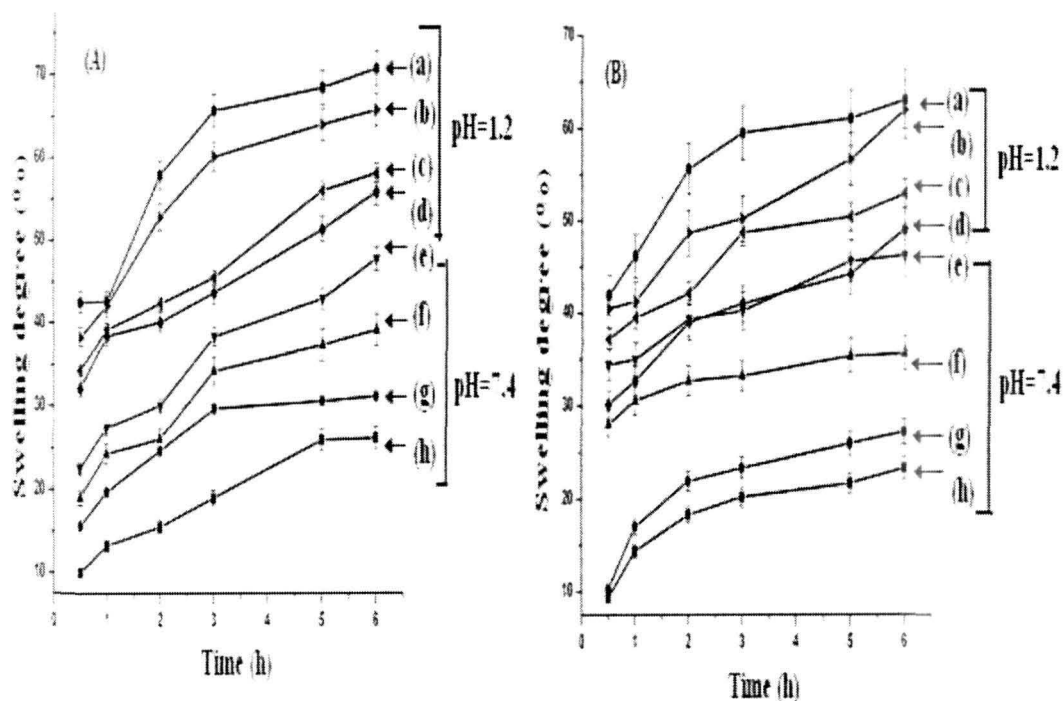 (A)
Swelling degree (%)
70
60
50
40
30
20
10
0 1 2 3 5 6
Time (h)
(a)
(b)
(c)
(d)
(e)
(f)
(g)
(h)
pH=1.2
pH=7.4
(B)
Swelling degree (%)
70
60
50
40
30
20
10
0 1 2 3 4 5 6
Time (h)
(a)
(b)
(c)
(d)
(e)
(f)
(g)
(h)
pH=1.2
pH=7.4